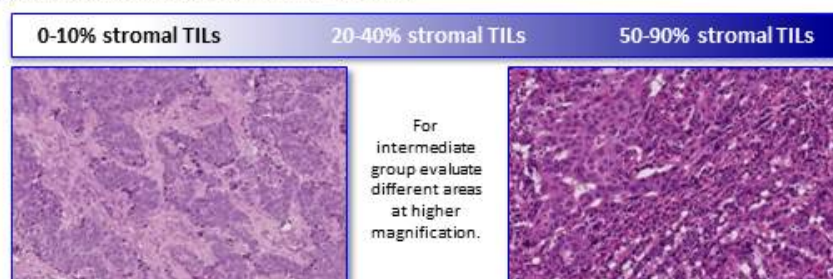 0-10% stromal TILs 20-40% stromal TILs 50-90% stromal TILs
For
intermediate
group evaluate
different areas
at higher
magnification.